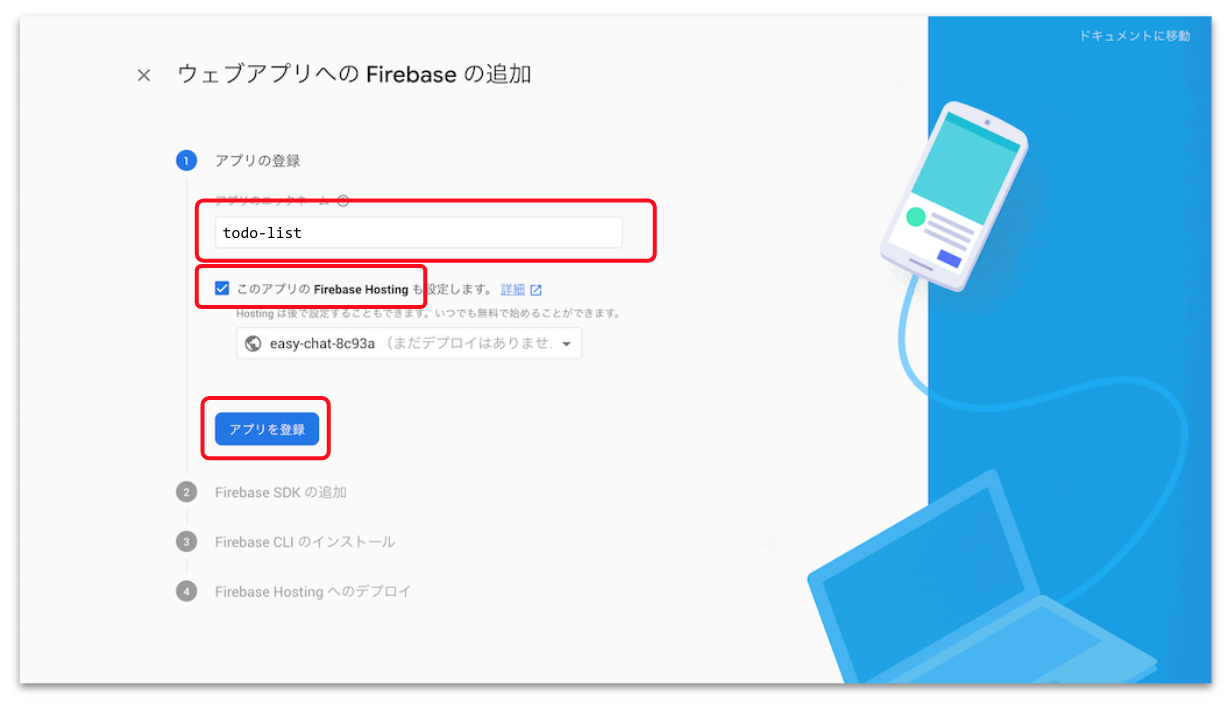 ドキュメントに移動
× ウェブアプリへの Firebase の追加
1 アプリの登録
アプリのニックネーム
todo-list
このアプリの Firebase Hosting も設定します。 詳細
Hosting は後で設定することもできます。いつでも無料で始めることができます。
easy-chat-8c93a （まだデプロイはありませ.
アプリを登録
2 Firebase SDK の追加
3 Firebase CLI のインストール
4 Firebase Hosting へのデプロイ